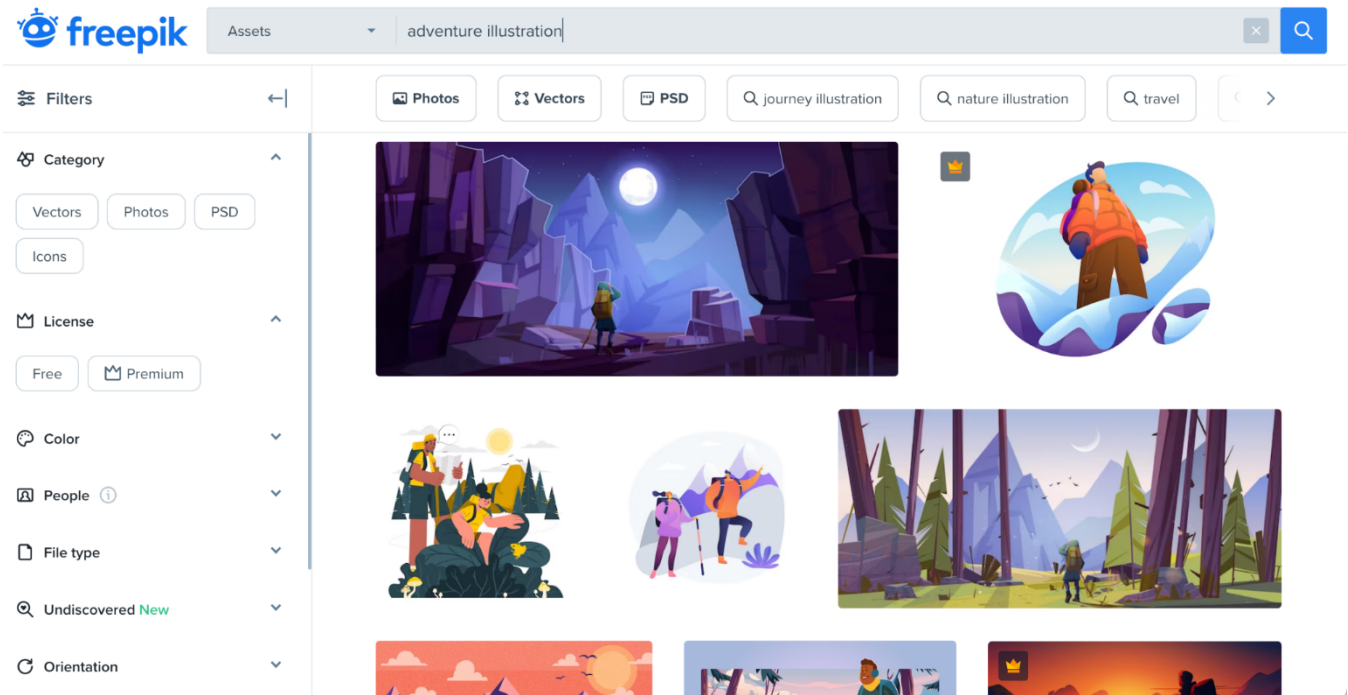 freepik
Assets
adventure illustration
Filters
Photos
Vectors
PSD
journey illustration
nature illustration
travel
Category
Vectors
Photos
PSD
Icons
License
Free
Premium
Color
People
File type
Undiscovered New
Orientation